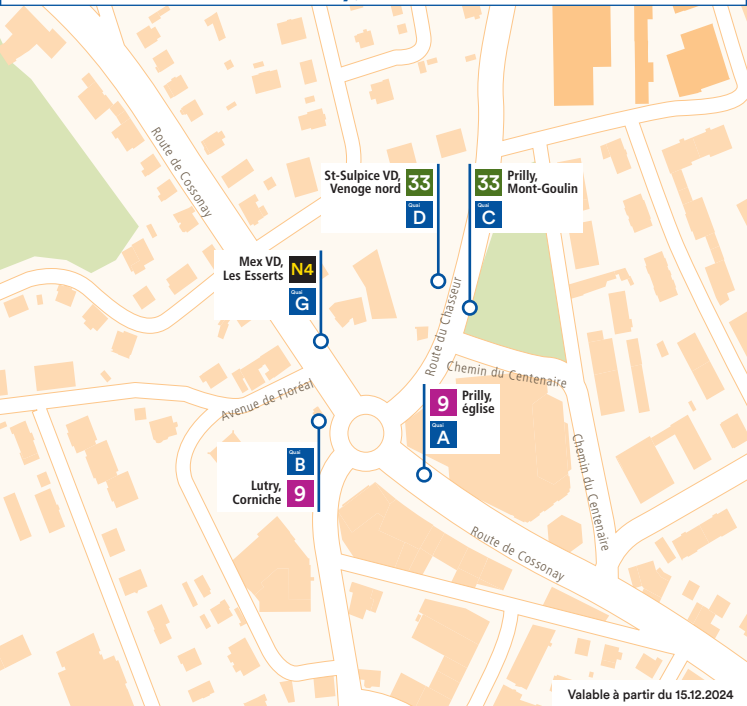 Route de Cossonay
St-Sulpice VD,
Venoge nord
33
Quai
D
33
Prilly,
Mont-Goulin
Quai
C
Mex VD,
Les Esserts
N4
Quai
G
Route du Chasseur
Chemin du Centenaire
Avenue de Floréal
9
Prilly,
église
Quai
A
Quai
B
Lutry,
Corniche
9
Chemin du Centenaire
Route de Cossonay
Valable à partir du 15.12.2024